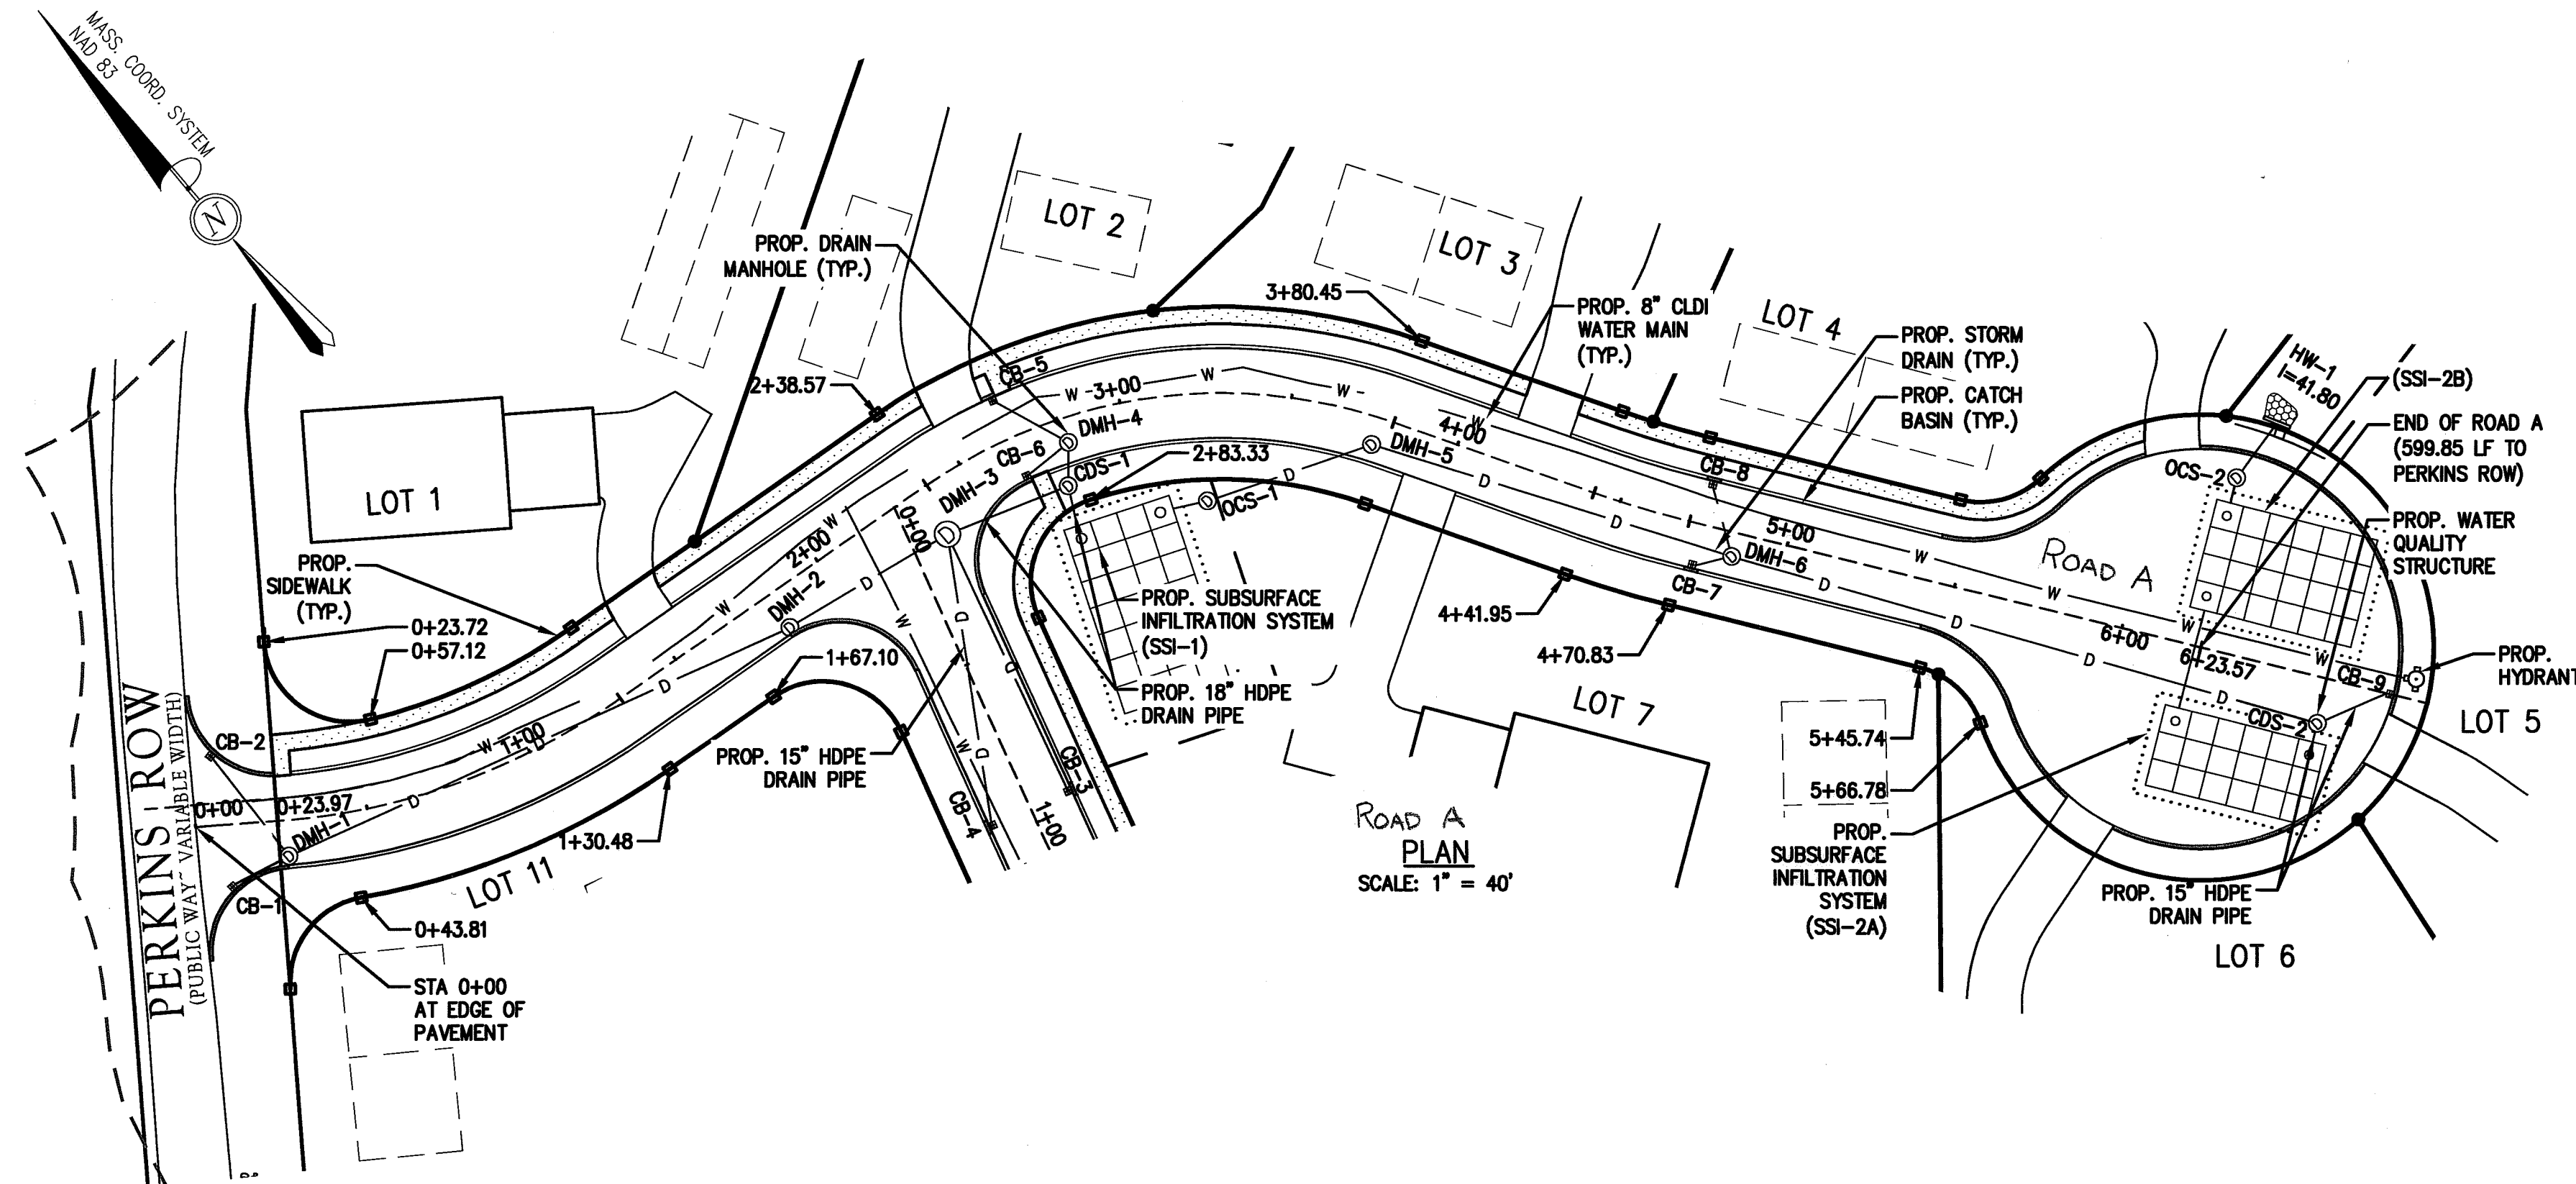 MASS. COORD. SYSTEM
NAD 83
N
LOT 2
PROP. DRAIN
MANHOLE (TYP.)
LOT 3
3+80.45
PROP. 8" CLDI
WATER MAIN
(TYP.)
LOT 4
PROP. STORM
DRAIN (TYP.)
PROP. CATCH
BASIN (TYP.)
HW-1
I=41.80
(SSI-2B)
END OF ROAD A
(599.85 LF TO
PERKINS ROW)
2+38.57
CB-5
W
3+00
W
W
W
4+00
DMH-4
CB-6
CDS-1
2+83.33
DMH-5
CB-8
OCS-2
LOT 1
DMH-3
0+00
D
OCS-1
D
D
5+00
W
ROAD A
PROP. WATER
QUALITY
STRUCTURE
PROP.
SIDEWALK
(TYP.)
2+00
W
W
DMH-2
D
D
D
DMH-6
CB-7
D
W
0+23.72
0+57.12
PROP. SUBSURFACE
INFILTRATION SYSTEM
(SSI-1)
4+41.95
4+70.83
D
6+00
W
6+23.57
W
CB-9
PROP.
HYDRANT
1+67.10
W
D
D
D
PROP. 18" HDPE
DRAIN PIPE
LOT 7
D
D
CDS-2
LOT 5
PERKINS ROW
(PUBLIC WAY~ VARIABLE WIDTH)
CB-2
W
1+00
D
PROP. 15" HDPE
DRAIN PIPE
W
D
CB-3
5+45.74
5+66.78
0+00
0+23.97
D
DMH-1
1+30.48
CB-4
1+00
ROAD A
PLAN
SCALE: 1" = 40'
PROP.
SUBSURFACE
INFILTRATION
SYSTEM
(SSI-2A)
CB-1
LOT 11
0+43.81
PROP. 15" HDPE
DRAIN PIPE
LOT 6
STA 0+00
AT EDGE OF
PAVEMENT